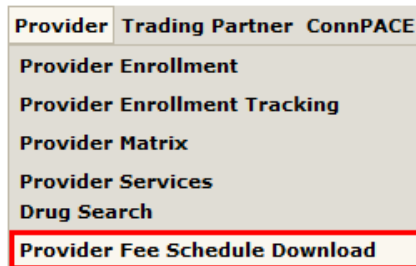 Provider Trading Partner ConnPACE
Provider Enrollment
Provider Enrollment Tracking
Provider Matrix
Provider Services
Drug Search
Provider Fee Schedule Download